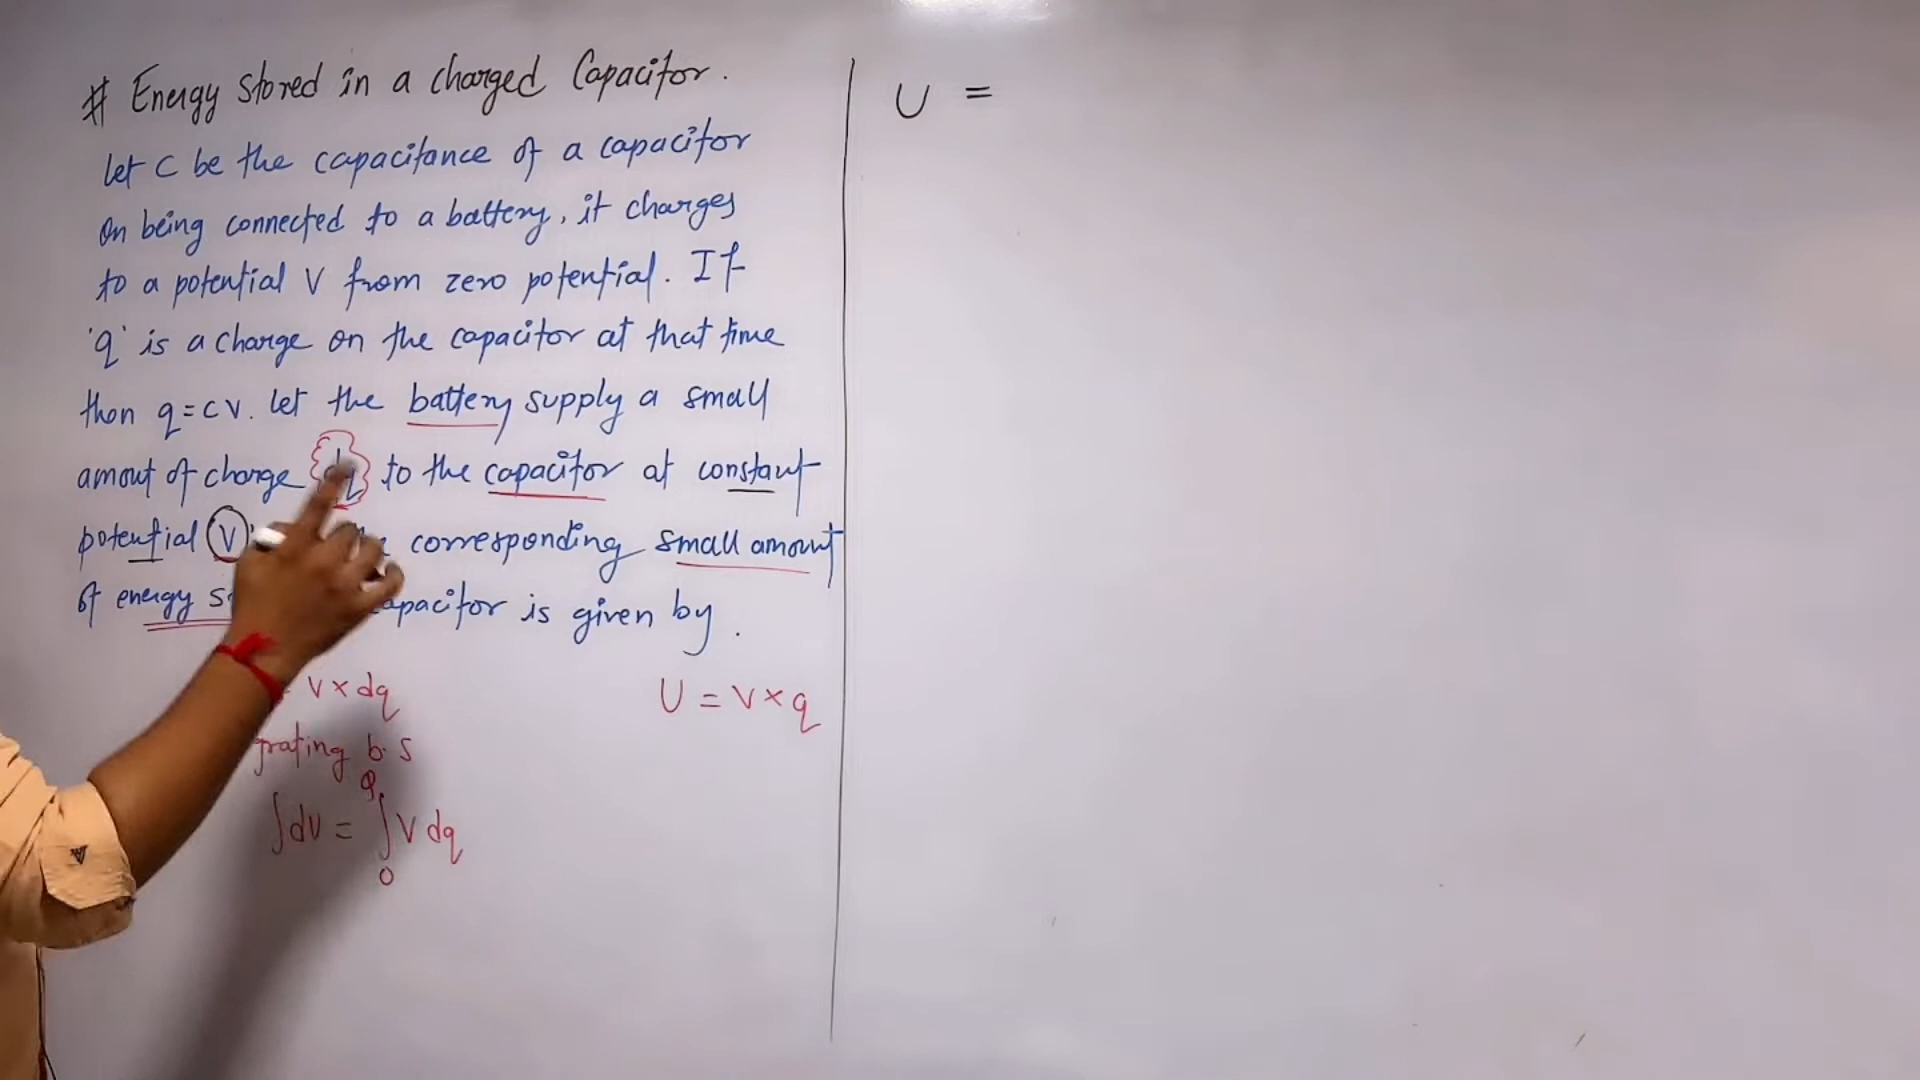 # Energy Stored in a charged Capacitor.
let C be the capacitance of a capacitor
on being connected to a battery, it charges
to a potential V from zero potential. If
'q' is a charge on the capacitor at that time
then q = CV. let the battery supply a small
amout of charge dq to the capacitor at constant
potential V corresponding small amount
of energy capacitor is given by.
V × dq
grating b.s
∫dU = ∫₀^Q V dq
U = V × q
U =